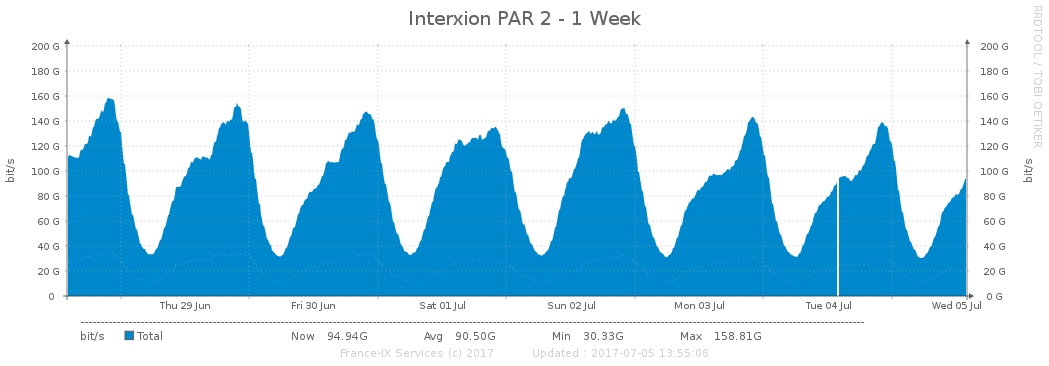 Interxion PAR 2 - 1 Week
RRDTOOL / TOBI OETIKER
bit/s
200 G 200 G
180 G 180 G
160 G 160 G
140 G 140 G
120 G 120 G
100 G 100 G
80 G 80 G
60 G 60 G
40 G 40 G
20 G 20 G
0 0 G
bit/s
Thu 29 Jun Fri 30 Jun Sat 01 Jul Sun 02 Jul Mon 03 Jul Tue 04 Jul Wed 05 Jul
bit/s Total Now 94.94G Avg 90.50G Min 30.33G Max 158.81G
France-IX Services (c) 2017 Updated : 2017-07-05 13:55:06